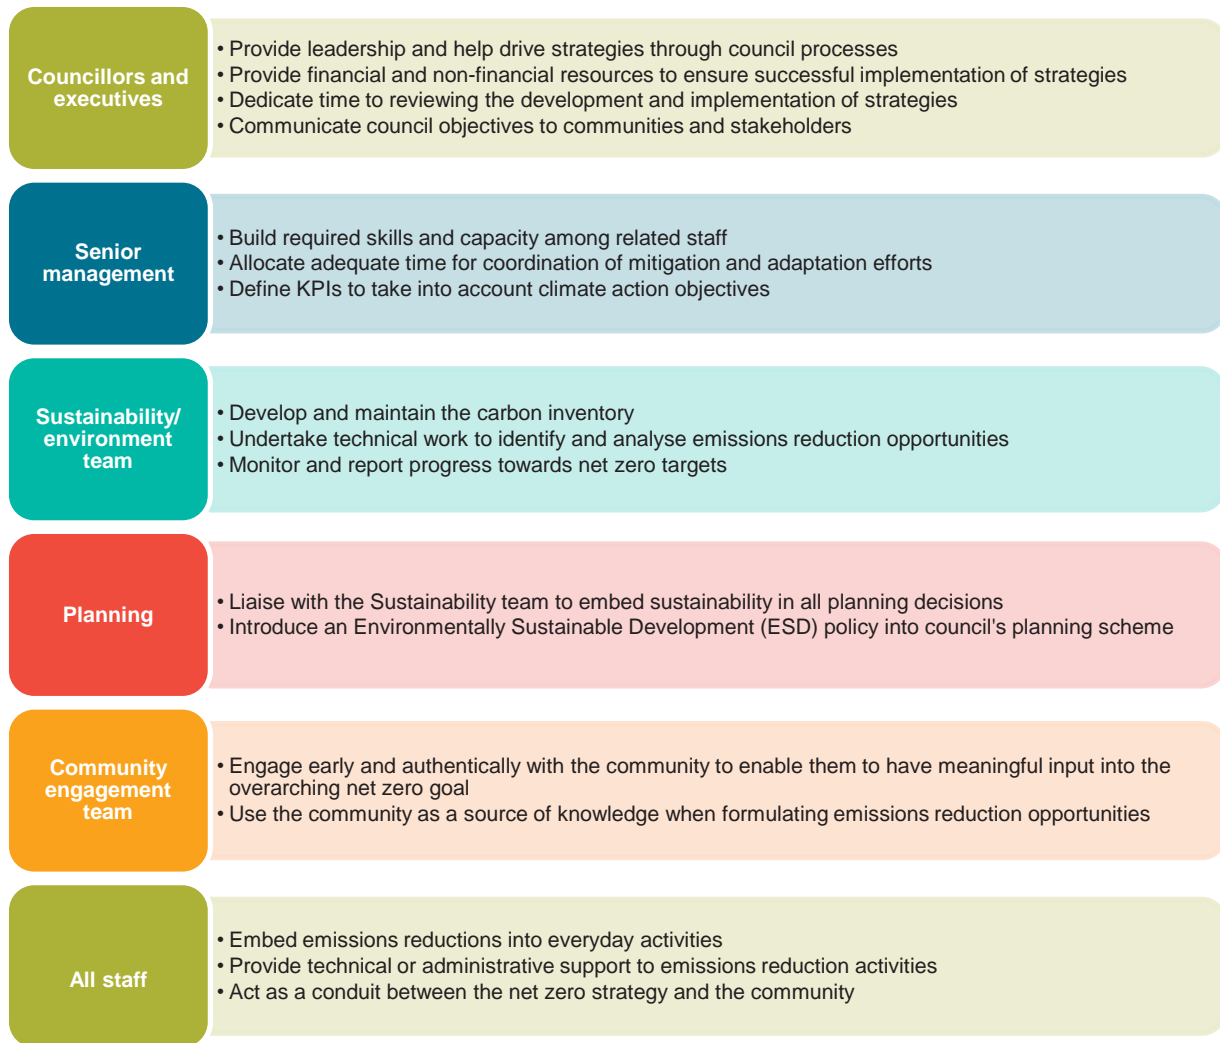 Councillors and
executives
• Provide leadership and help drive strategies through council processes
• Provide financial and non-financial resources to ensure successful implementation of strategies
• Dedicate time to reviewing the development and implementation of strategies
• Communicate council objectives to communities and stakeholders
Senior
management
• Build required skills and capacity among related staff
• Allocate adequate time for coordination of mitigation and adaptation efforts
• Define KPIs to take into account climate action objectives
Sustainability/
environment
team
• Develop and maintain the carbon inventory
• Undertake technical work to identify and analyse emissions reduction opportunities
• Monitor and report progress towards net zero targets
Planning
• Liaise with the Sustainability team to embed sustainability in all planning decisions
• Introduce an Environmentally Sustainable Development (ESD) policy into council's planning scheme
Community
engagement
team
• Engage early and authentically with the community to enable them to have meaningful input into the
overarching net zero goal
• Use the community as a source of knowledge when formulating emissions reduction opportunities
All staff
• Embed emissions reductions into everyday activities
• Provide technical or administrative support to emissions reduction activities
• Act as a conduit between the net zero strategy and the community